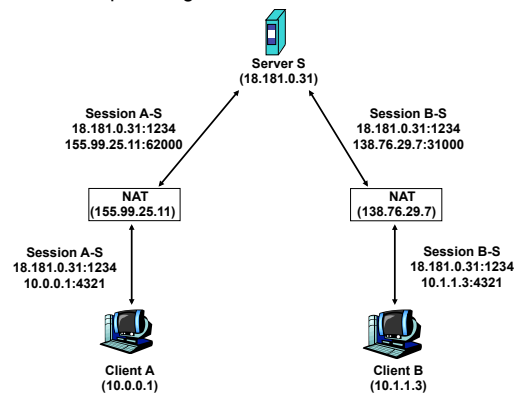 Server S
(18.181.0.31)
Session A-S
18.181.0.31:1234
155.99.25.11:62000
Session B-S
18.181.0.31:1234
138.76.29.7:31000
NAT
(155.99.25.11)
NAT
(138.76.29.7)
Session A-S
18.181.0.31:1234
10.0.0.1:4321
Session B-S
18.181.0.31:1234
10.1.1.3:4321
Client A
(10.0.0.1)
Client B
(10.1.1.3)